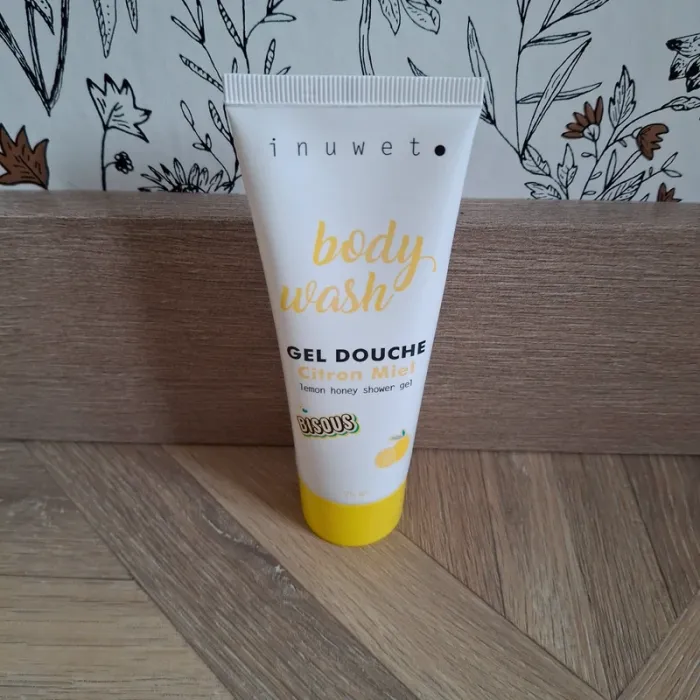 inuwet
body
wash
GEL DOUCHE
Citron Miel
lemon honey shower gel
BISOUS